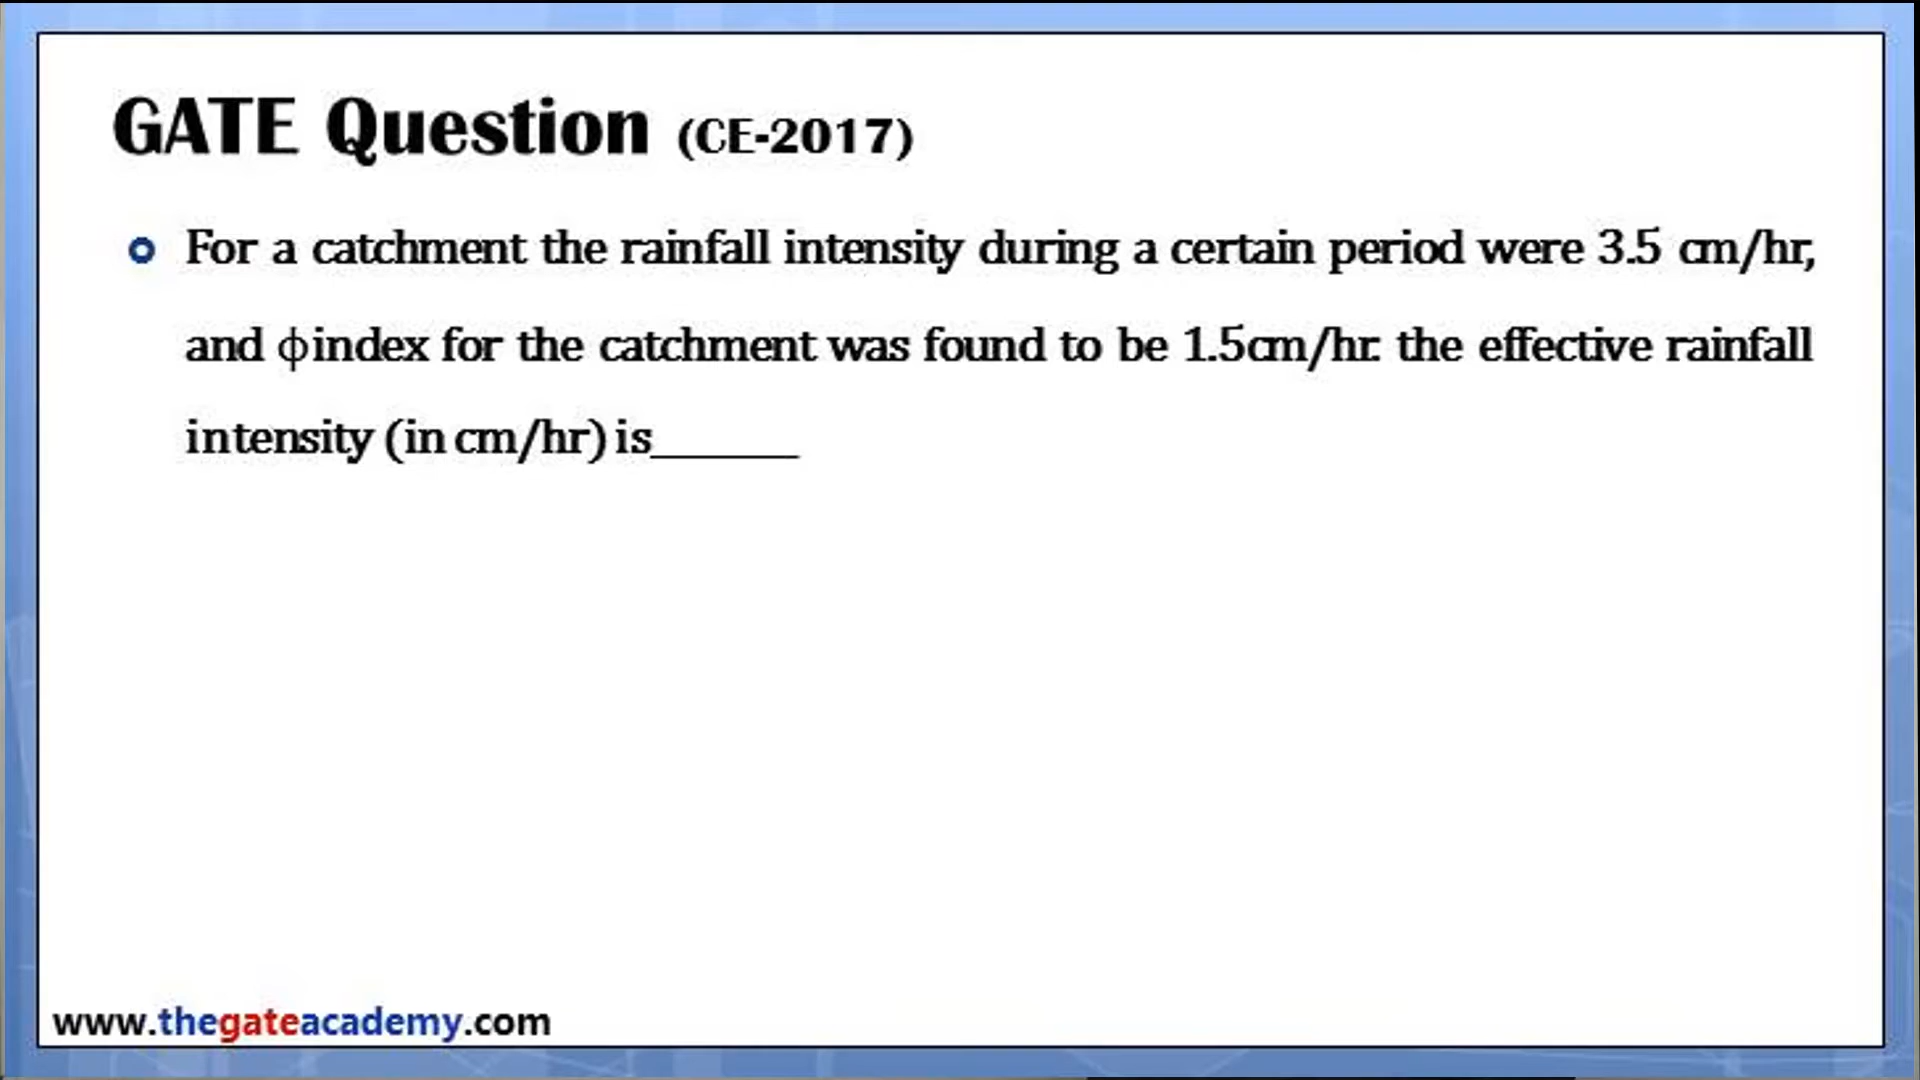 GATE Question (CE-2017)
For a catchment the rainfall intensity during a certain period were 3.5 cm/hr,
and ϕindex for the catchment was found to be 1.5cm/hr. the effective rainfall
intensity (in cm/hr) is______
www.thegateacademy.com